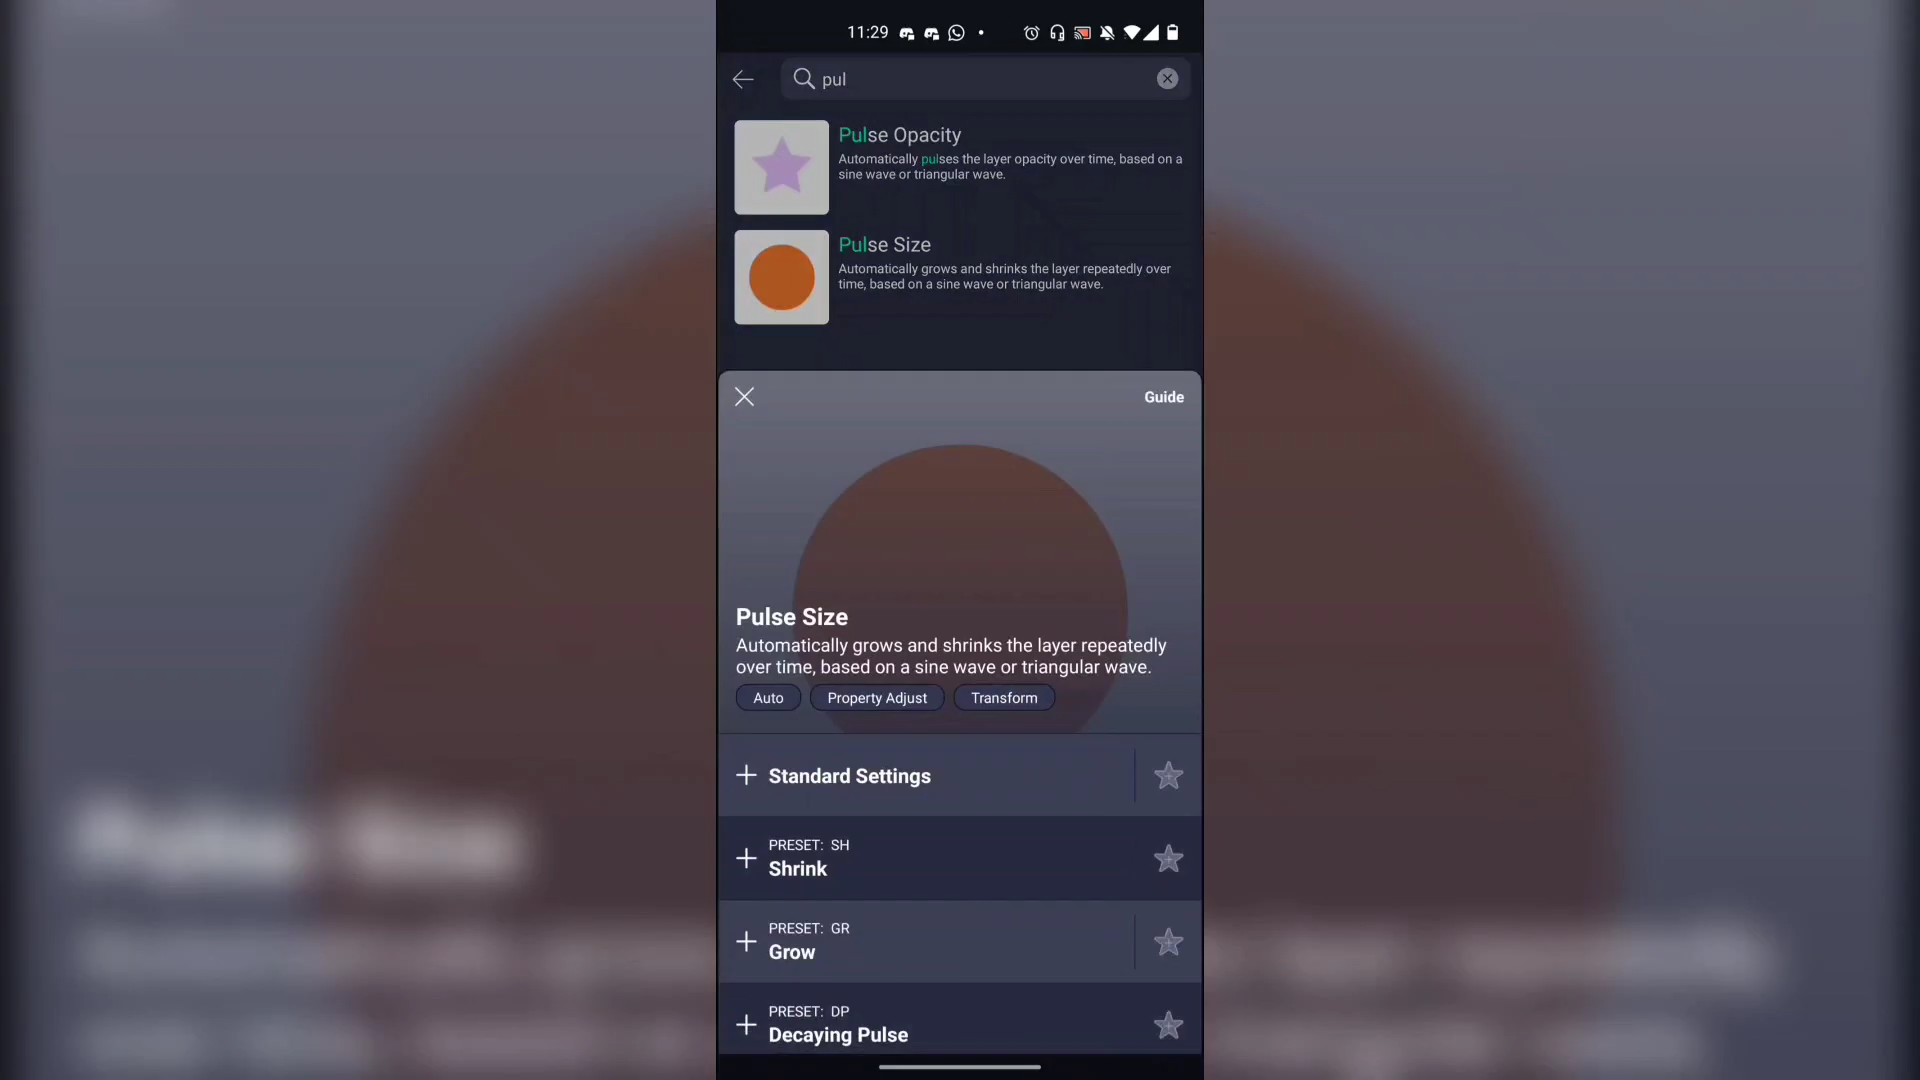 11:29
pul
Pulse Opacity
Automatically pulses the layer opacity over time, based on a
sine wave or triangular wave.
Pulse Size
Automatically grows and shrinks the layer repeatedly over
time, based on a sine wave or triangular wave.
Guide
Pulse Size
Automatically grows and shrinks the layer repeatedly
over time, based on a sine wave or triangular wave.
Auto Property Adjust Transform
Standard Settings
PRESET: SH
Shrink
PRESET: GR
Grow
PRESET: DP
Decaying Pulse